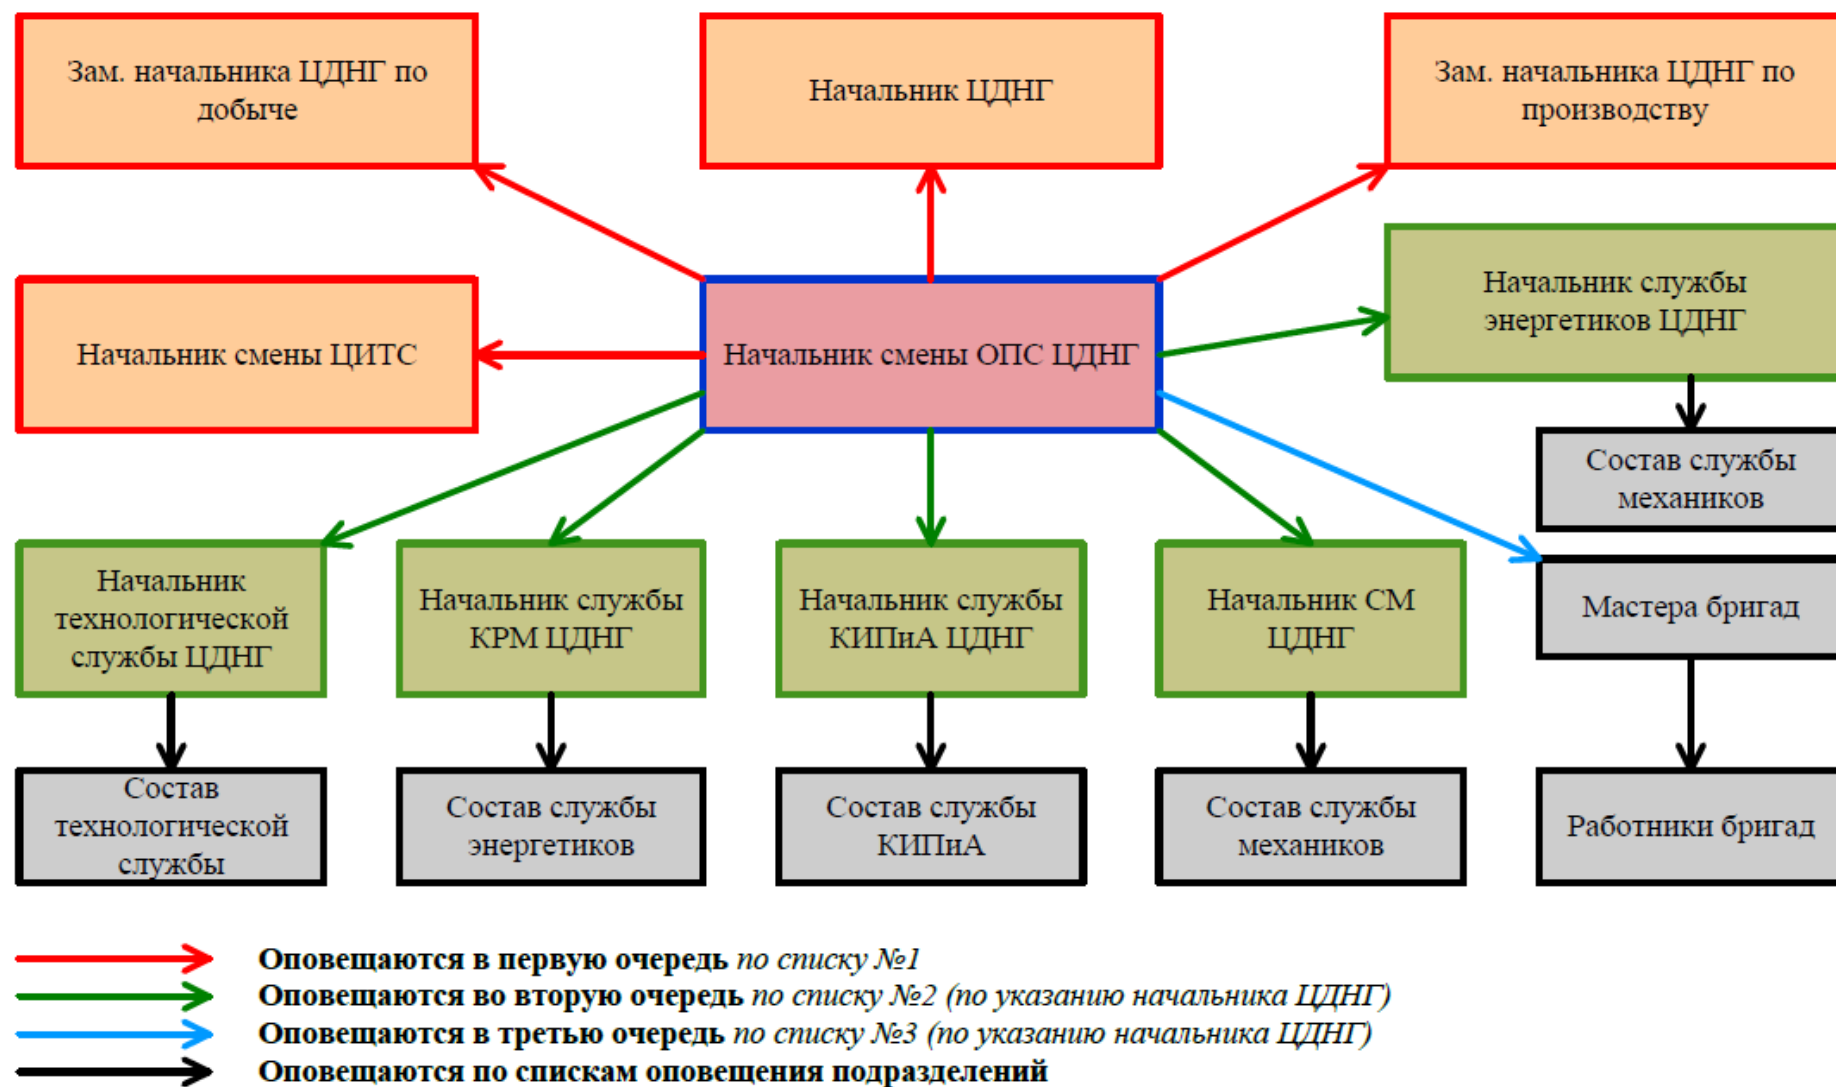 Зам. начальника ЦДНГ по
добыче
Начальник ЦДНГ
Зам. начальника ЦДНГ по
производству
Начальник смены ЦИТС
Начальник смены ОПС ЦДНГ
Начальник службы
энергетиков ЦДНГ
Состав службы
механиков
Начальник
технологической
службы ЦДНГ
Начальник службы
КРМ ЦДНГ
Начальник службы
КИПиА ЦДНГ
Начальник СМ
ЦДНГ
Мастера бригад
Состав
технологической
службы
Состав службы
энергетиков
Состав службы
КИПиА
Состав службы
механиков
Работники бригад
Оповещаются в первую очередь по списку №1
Оповещаются во вторую очередь по списку №2 (по указанию начальника ЦДНГ)
Оповещаются в третью очередь по списку №3 (по указанию начальника ЦДНГ)
Оповещаются по спискам оповещения подразделений